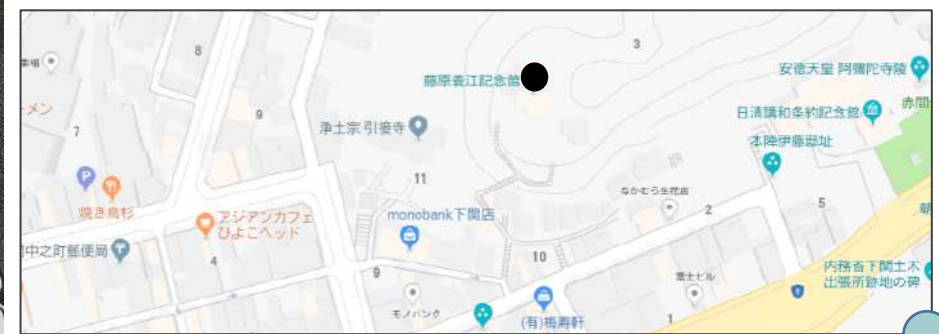 8
3
藤原義江記念館
安徳天皇 阿彌陀寺陵
メン
9
日清講和条約記念館
赤間
7
浄土宗 引接寺
本陣伊藤邸址
11
P
なかむら生花店
焼き鳥杉
アジアンカフェ
ひよこヘッド
monobank下関店
2
5
中之町郵便局
4
10
内務省下関土木
出張所跡地の碑
9
富士ビル
モノバンク
(有)梅寿軒
1